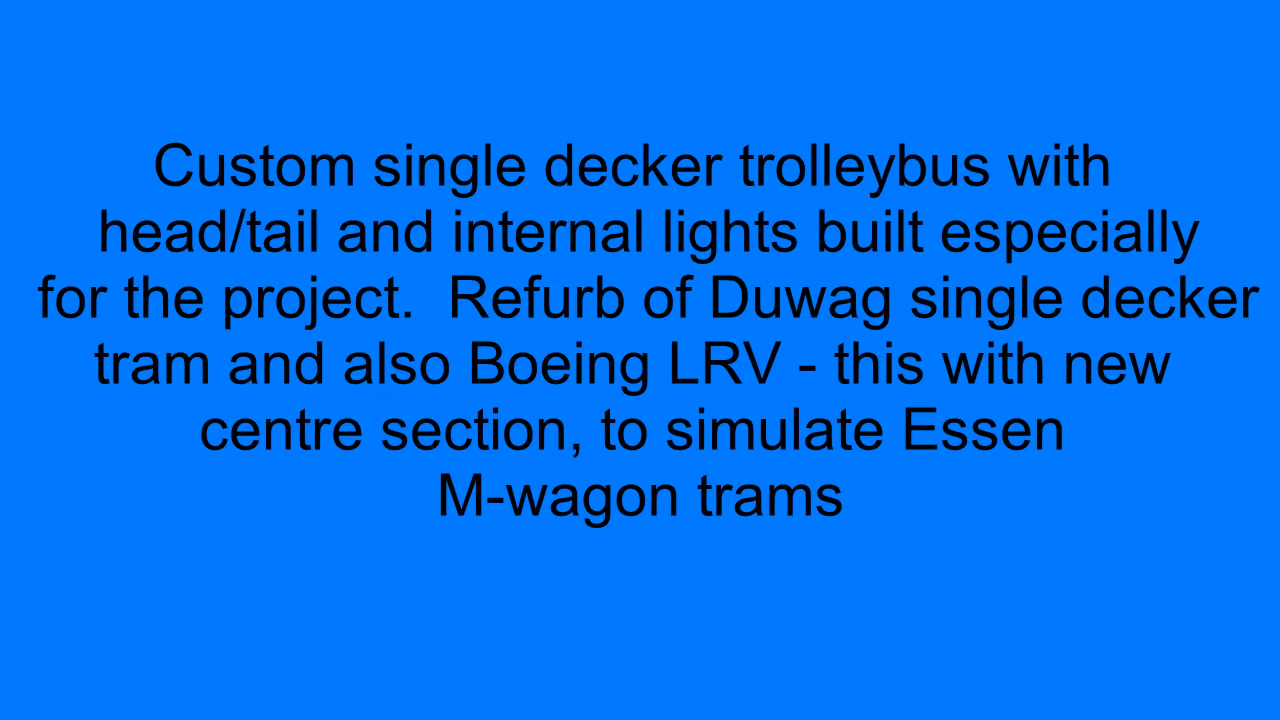 Custom single decker trolleybus with
head/tail and internal lights built especially
for the project.  Refurb of Duwag single decker
tram and also Boeing LRV - this with new
centre section, to simulate Essen
M-wagon trams